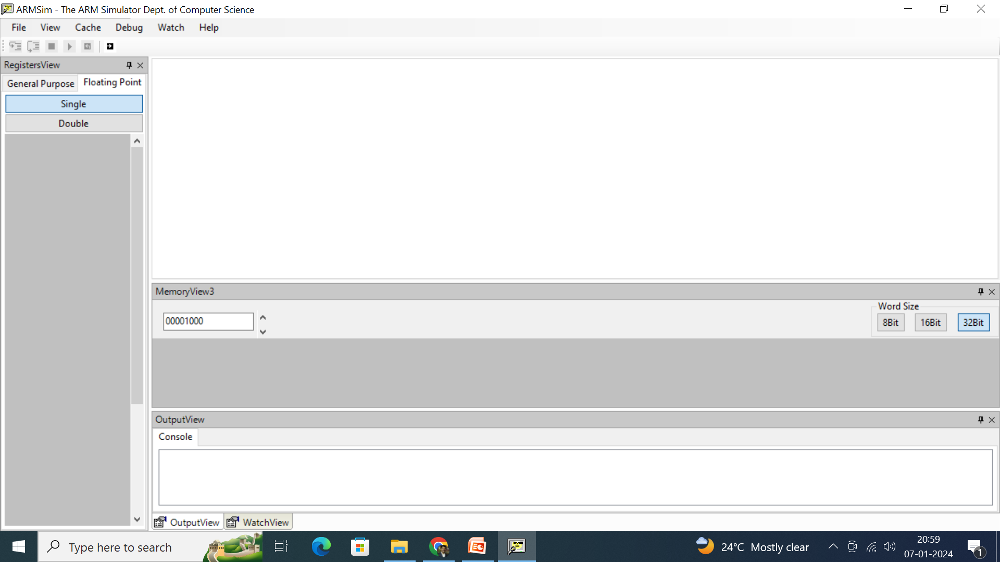 ARMSim - The ARM Simulator Dept. of Computer Science
File View Cache Debug Watch Help
RegistersView
General Purpose Floating Point
Single
Double
MemoryView3
00001000
Word Size
8Bit 16Bit 32Bit
OutputView
Console
OutputView WatchView
Type here to search
24°C Mostly clear
20:59
07-01-2024
1